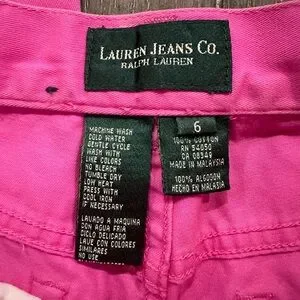 LAUREN JEANS CO.
RALPH LAUREN
MACHINE WASH
COLD WATER
GENTLE CYCLE
WASH WITH
LIKE COLORS
NO BLEACH
TUMBLE DRY
LOW HEAT
PRESS WITH
COOL IRON
IF NECESSARY
LAVADO A MAQUINA
CON AGUA FRIA
CICLO DELICADO
LAVE CON COLORES
SIMILARES
NO USE
6
100% COTTON
RN 54050
CA 08349
MADE IN MALAYSIA
100% ALGODON
HECHO EN MALASIA